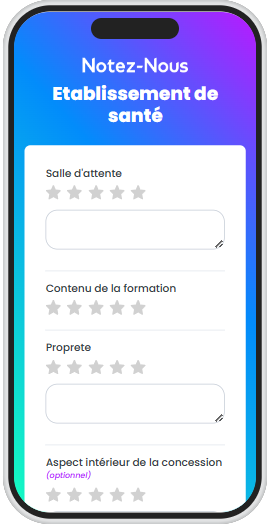 Notez-Nous
Etablissement de
santé
Salle d'attente
Contenu de la formation
Proprete
Aspect intérieur de la concession
(optionnel)